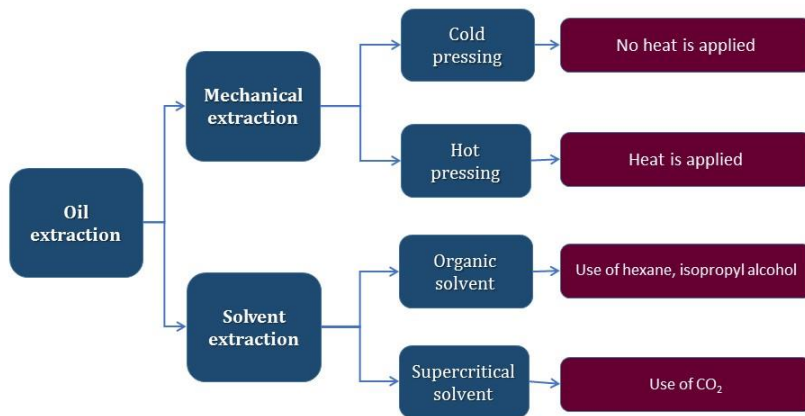 Cold
pressing
No heat is applied
Mechanical
extraction
Hot
pressing
Heat is applied
Oil
extraction
Organic
solvent
Use of hexane, isopropyl alcohol
Solvent
extraction
Supercritical
solvent
Use of CO₂